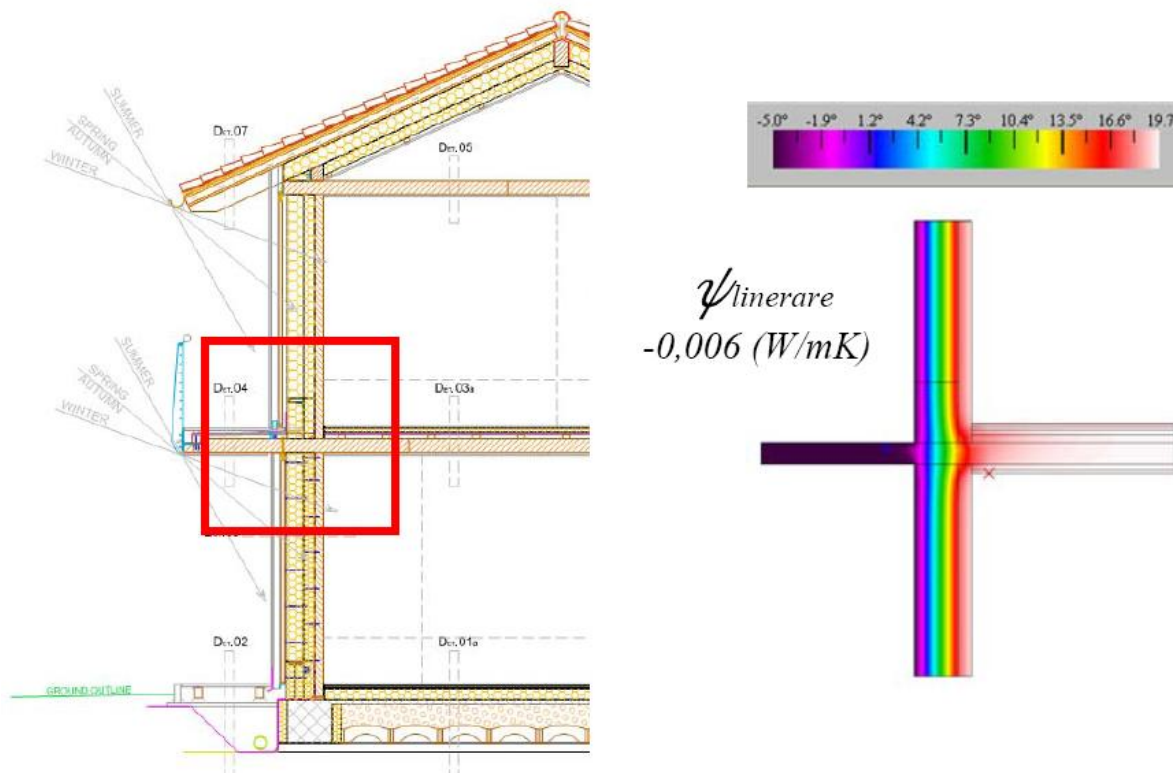 DET.07
DET.05
SUMMER
SPRING
AUTUMN
WINTER
DET.04
DET.03a
SUMMER
SPRING
AUTUMN
WINTER
DET.02
DET.01a
GROUND OUTLINE
-5.0° -1.9° 1.2° 4.2° 7.3° 10.4° 13.5° 16.6° 19.7
ψlinerare
-0,006 (W/mK)